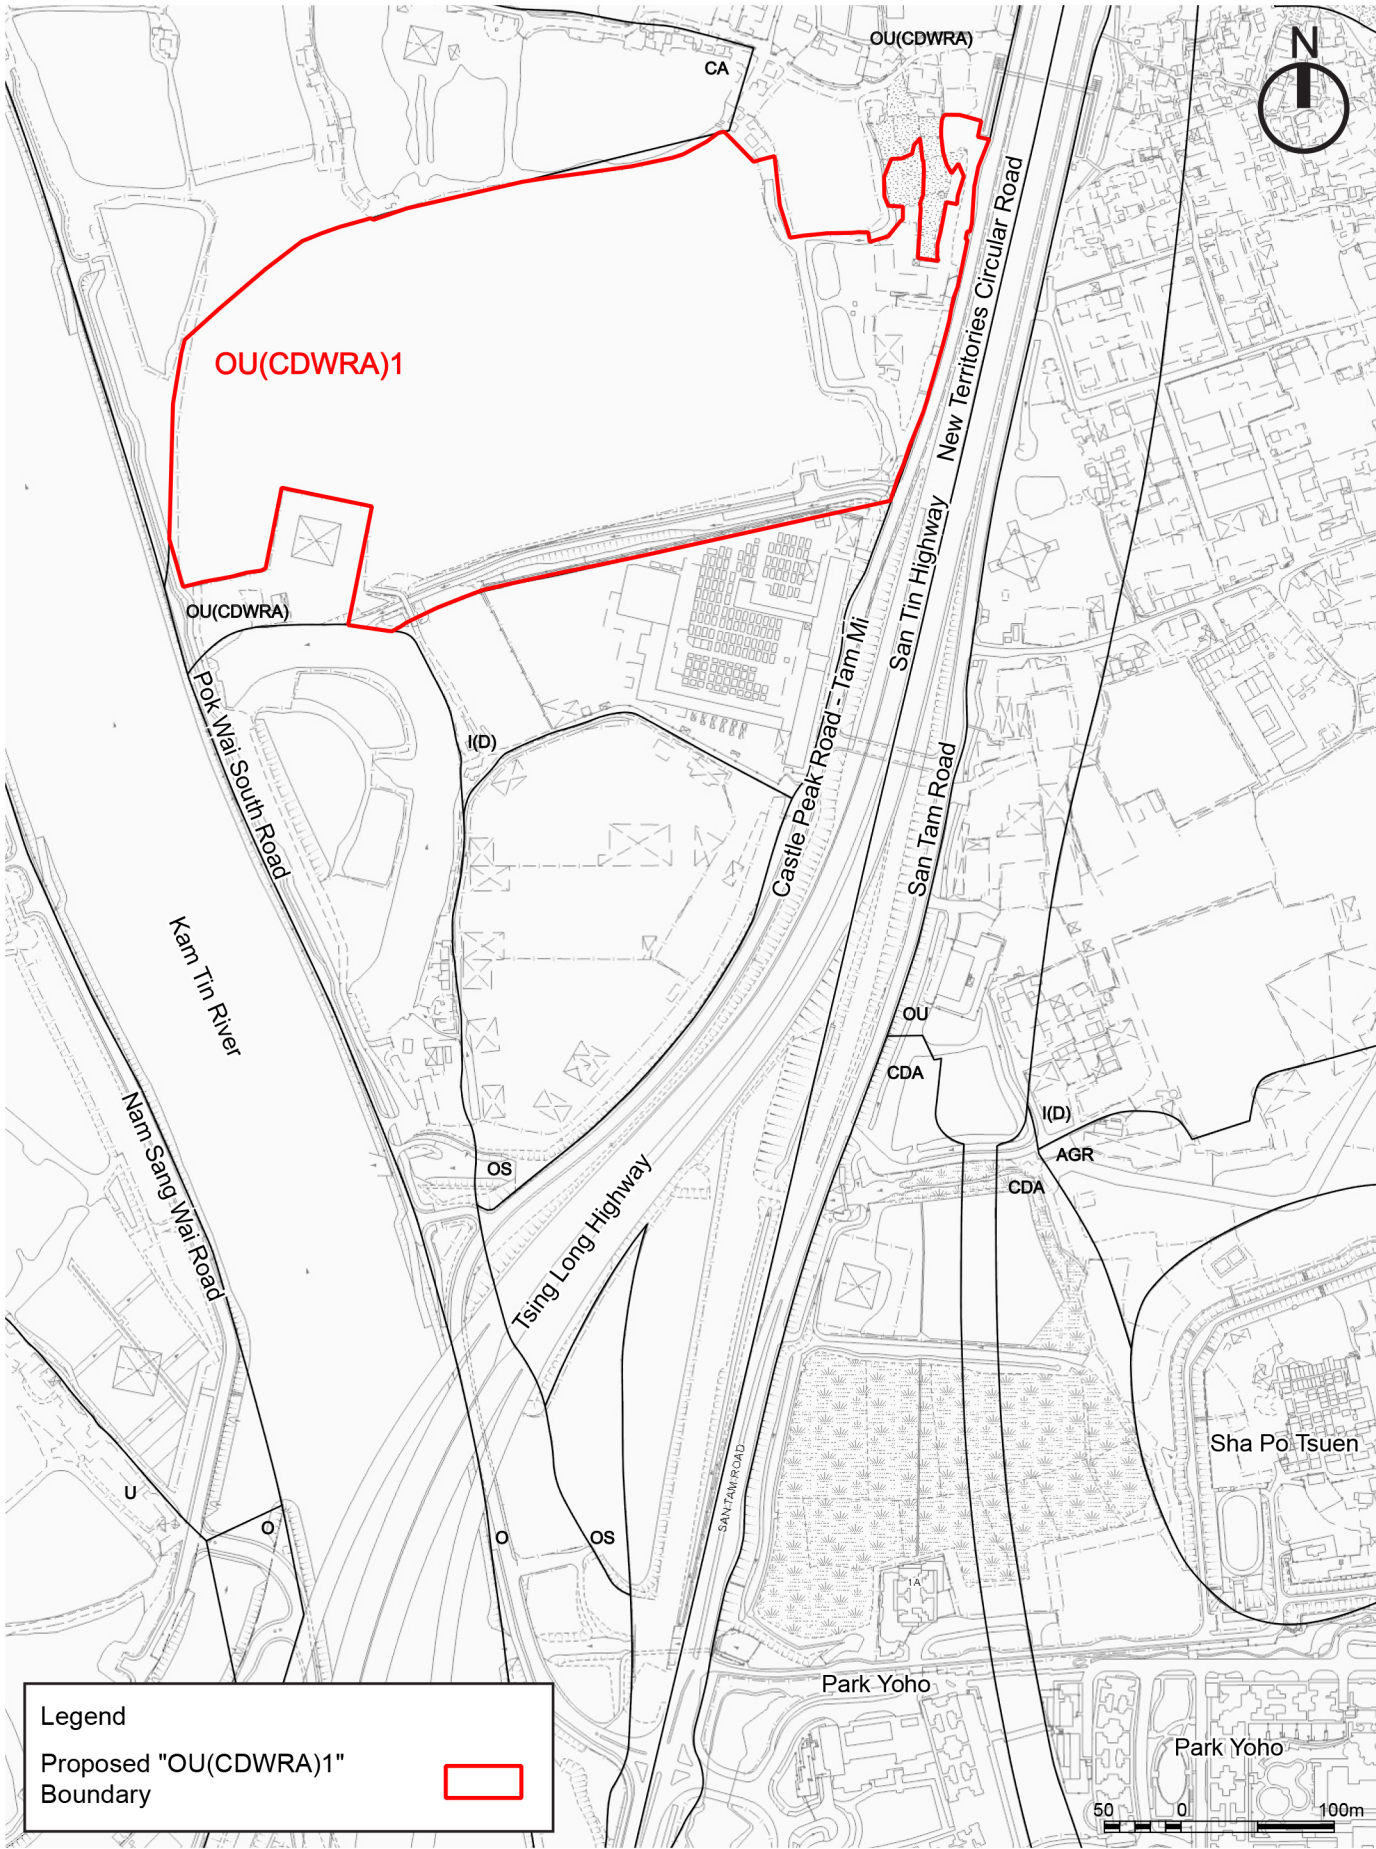 OU(CDWRA)
CA
N
New Territories Circular Road
OU(CDWRA)1
San Tin Highway
OU(CDWRA)
Castle Peak Road - Tam Mi
Pok Wai South Road
I(D)
San Tam Road
Kam Tin River
OU
CDA
Nam Sang Wai Road
I(D)
AGR
OS
CDA
Tsing Long Highway
Sha Po Tsuen
SAN TAM ROAD
U
O
O
OS
1A
Park Yoho
Park Yoho
Legend
Proposed "OU(CDWRA)1"
Boundary
50 0 100m